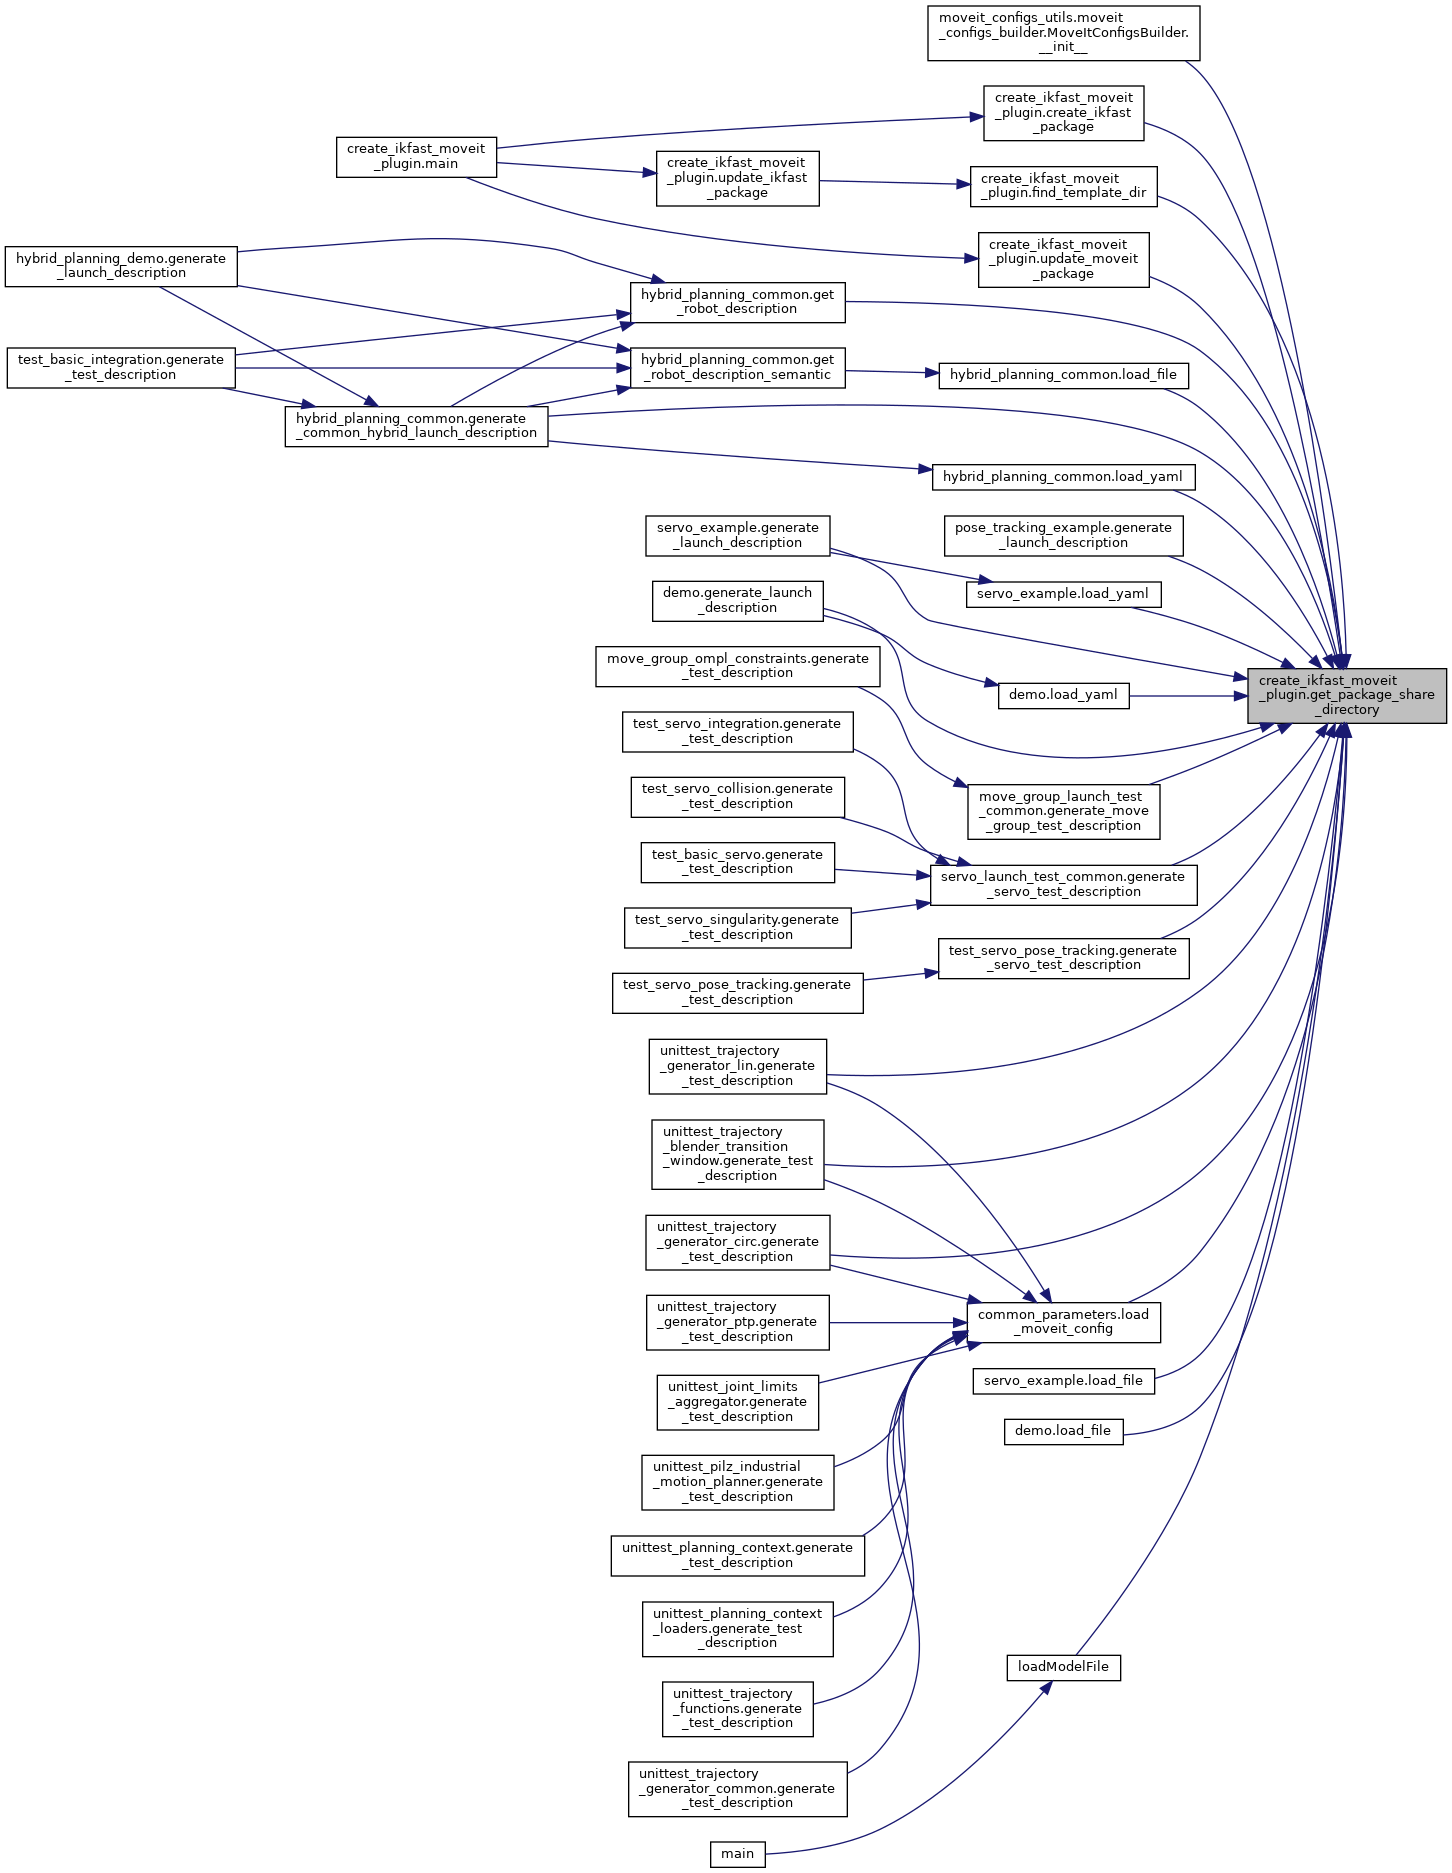 moveit_configs_utils.moveit
_configs_builder.MoveItConfigsBuilder.
__init__
create_ikfast_moveit
_plugin.create_ikfast
_package
create_ikfast_moveit
_plugin.main
create_ikfast_moveit
_plugin.update_ikfast
_package
create_ikfast_moveit
_plugin.find_template_dir
create_ikfast_moveit
_plugin.update_moveit
_package
hybrid_planning_demo.generate
_launch_description
hybrid_planning_common.get
_robot_description
test_basic_integration.generate
_test_description
hybrid_planning_common.get
_robot_description_semantic
hybrid_planning_common.load_file
hybrid_planning_common.generate
_common_hybrid_launch_description
hybrid_planning_common.load_yaml
servo_example.generate
_launch_description
pose_tracking_example.generate
_launch_description
demo.generate_launch
_description
servo_example.load_yaml
move_group_ompl_constraints.generate
_test_description
demo.load_yaml
create_ikfast_moveit
_plugin.get_package_share
_directory
test_servo_integration.generate
_test_description
test_servo_collision.generate
_test_description
move_group_launch_test
_common.generate_move
_group_test_description
test_basic_servo.generate
_test_description
servo_launch_test_common.generate
_servo_test_description
test_servo_singularity.generate
_test_description
test_servo_pose_tracking.generate
_servo_test_description
test_servo_pose_tracking.generate
_test_description
unittest_trajectory
_generator_lin.generate
_test_description
unittest_trajectory
_blender_transition
_window.generate_test
_description
unittest_trajectory
_generator_circ.generate
_test_description
unittest_trajectory
_generator_ptp.generate
_test_description
common_parameters.load
_moveit_config
unittest_joint_limits
_aggregator.generate
_test_description
servo_example.load_file
demo.load_file
unittest_pilz_industrial
_motion_planner.generate
_test_description
unittest_planning_context.generate
_test_description
unittest_planning_context
_loaders.generate_test
_description
loadModelFile
unittest_trajectory
_functions.generate
_test_description
unittest_trajectory
_generator_common.generate
_test_description
main